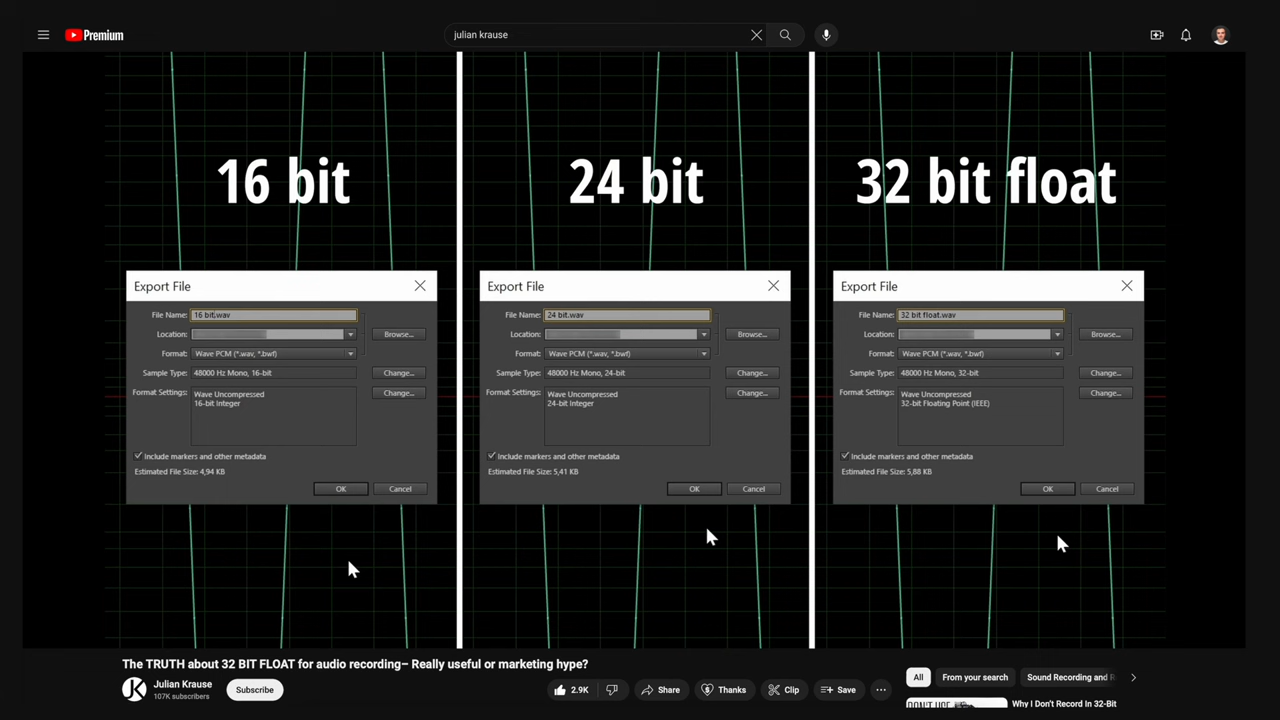 Premium
julian krause
16 bit
Export File
File Name: 16 bit.wav
Location:
Browse...
Format: Wave PCM (*.wav, *.bwf)
Sample Type: 48000 Hz Mono, 16-bit
Change...
Format Settings: Wave Uncompressed
16-bit Integer
Change...
Include markers and other metadata
Estimated File Size: 4,94 KB
OK
Cancel
24 bit
Export File
File Name: 24 bit.wav
Location:
Browse...
Format: Wave PCM (*.wav, *.bwf)
Sample Type: 48000 Hz Mono, 24-bit
Change...
Format Settings: Wave Uncompressed
24-bit Integer
Change...
Include markers and other metadata
Estimated File Size: 5,41 KB
OK
Cancel
32 bit float
Export File
File Name: 32 bit float.wav
Location:
Browse...
Format: Wave PCM (*.wav, *.bwf)
Sample Type: 48000 Hz Mono, 32-bit
Change...
Format Settings: Wave Uncompressed
32-bit Floating Point (IEEE)
Change...
Include markers and other metadata
Estimated File Size: 5,88 KB
OK
Cancel
The TRUTH about 32 BIT FLOAT for audio recording– Really useful or marketing hype?
Julian Krause
107K subscribers
Subscribe
2.9K
Share
Thanks
Clip
Save
All
From your search
Sound Recording and
DON'T USE
Why I Don't Record In 32-Bit